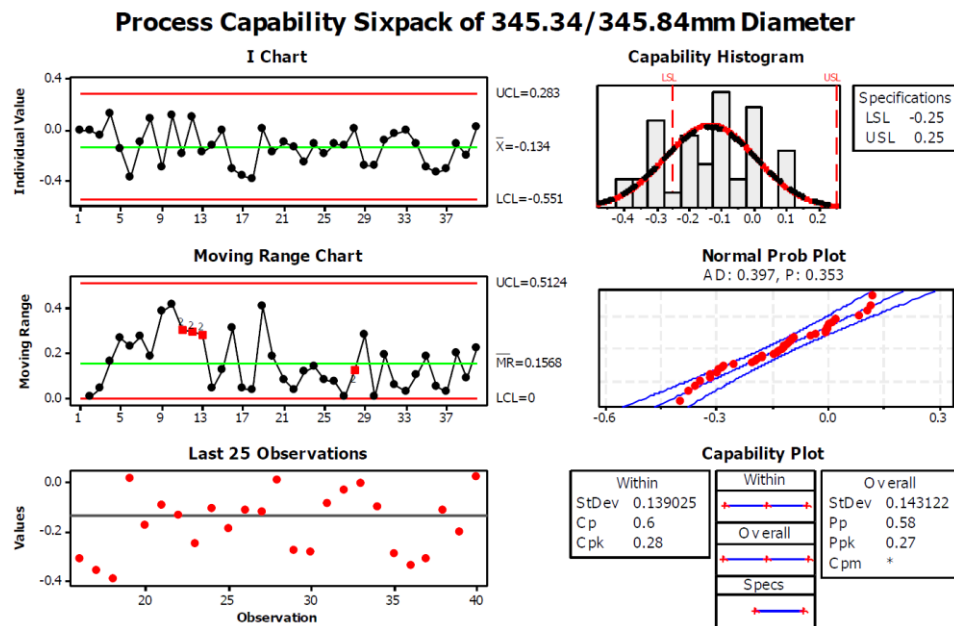 Process Capability Sixpack of 345.34/345.84mm Diameter
I Chart
Individual Value
0.4
0.0
-0.4
UCL=0.283
X=-0.134
LCL=-0.551
1 5 9 13 17 21 25 29 33 37
Capability Histogram
LSL USL
-0.4 -0.3 -0.2 -0.1 0.0 0.1 0.2
Specifications
LSL -0.25
USL 0.25
Moving Range Chart
Moving Range
0.4
0.2
0.0
2 2 2
2
UCL=0.5124
MR=0.1568
LCL=0
1 5 9 13 17 21 25 29 33 37
Normal Prob Plot
AD: 0.397, P: 0.353
-0.6 -0.3 0.0 0.3
Last 25 Observations
Values
0.0
-0.2
-0.4
20 25 30 35 40
Observation
Capability Plot
Within
StDev 0.139025
Cp 0.6
Cpk 0.28
Within
Overall
Specs
Overall
StDev 0.143122
Pp 0.58
Ppk 0.27
Cpm *